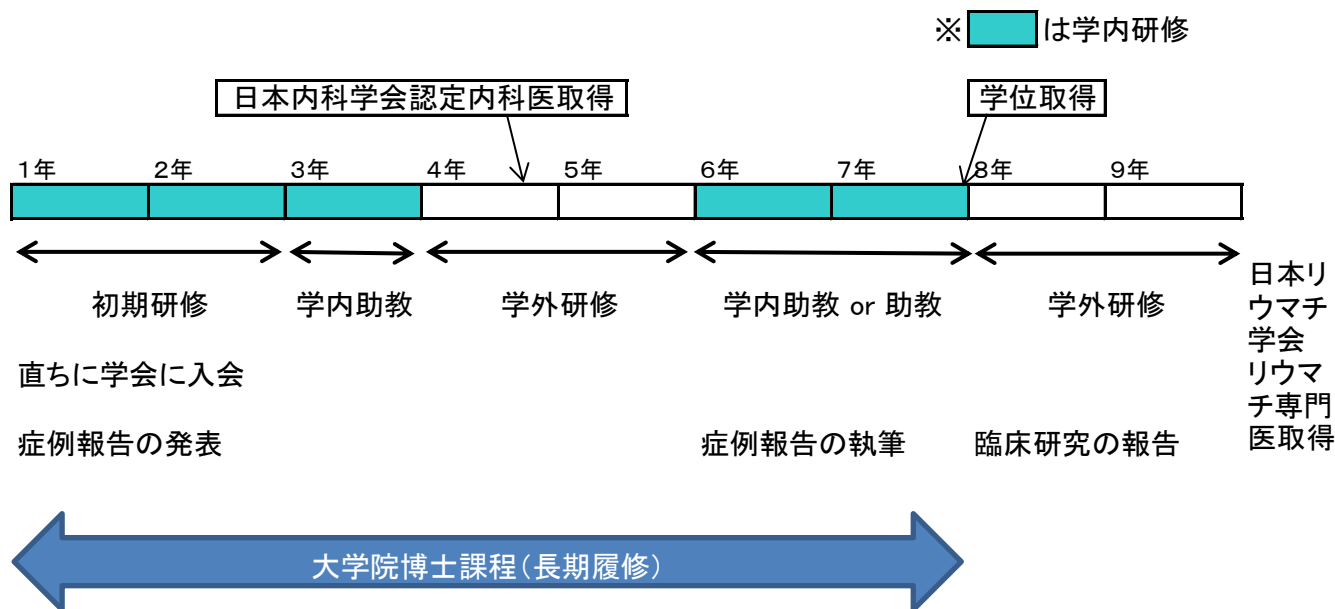 ※ は学内研修
日本内科学会認定内科医取得
学位取得
1年 2年 3年 4年 5年 6年 7年 8年 9年
初期研修 学内助教 学外研修 学内助教 or 助教 学外研修
直ちに学会に入会
症例報告の発表 症例報告の執筆 臨床研究の報告
日本リ
ウマチ
学会
リウマ
チ専門
医取得
大学院博士課程(長期履修)